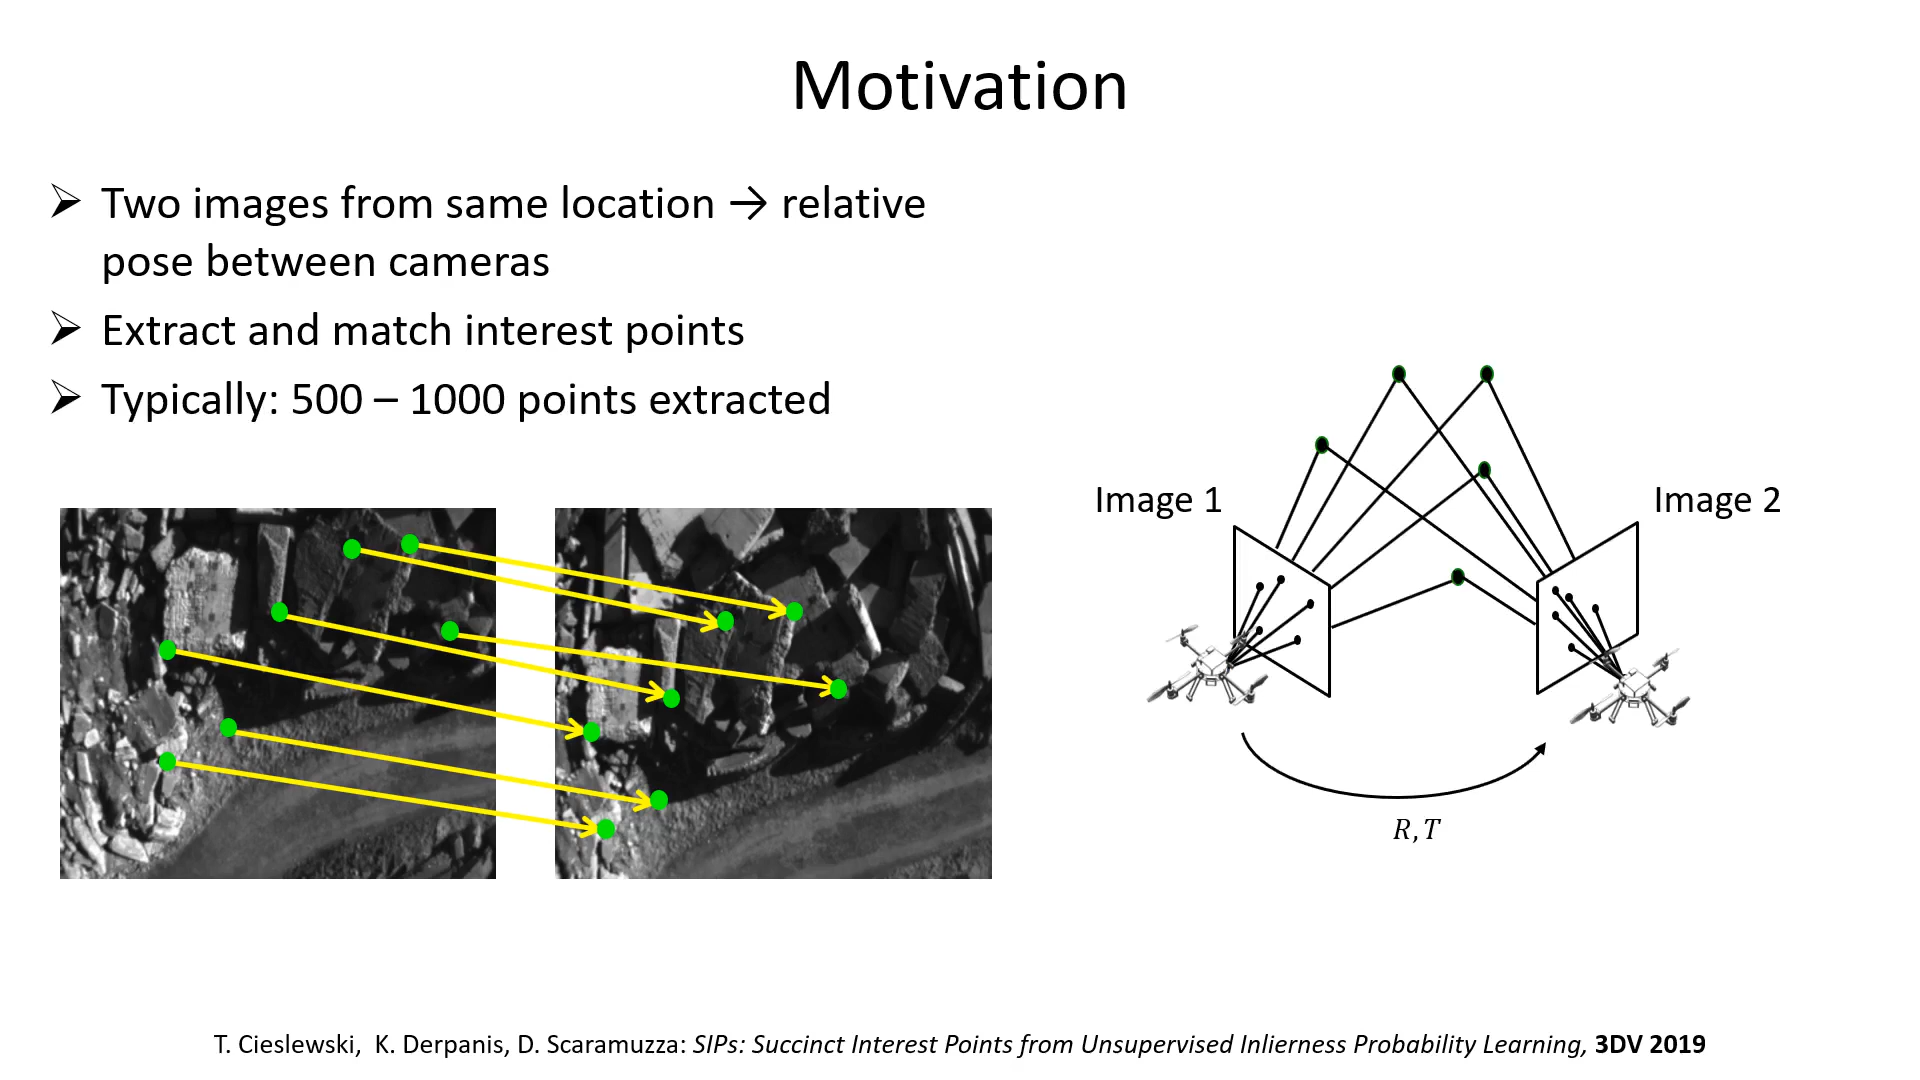 Motivation
Two images from same location → relative
pose between cameras
Extract and match interest points
Typically: 500 – 1000 points extracted
Image 1
Image 2
R, T
T. Cieslewski, K. Derpanis, D. Scaramuzza: SIPs: Succinct Interest Points from Unsupervised Inlierness Probability Learning, 3DV 2019